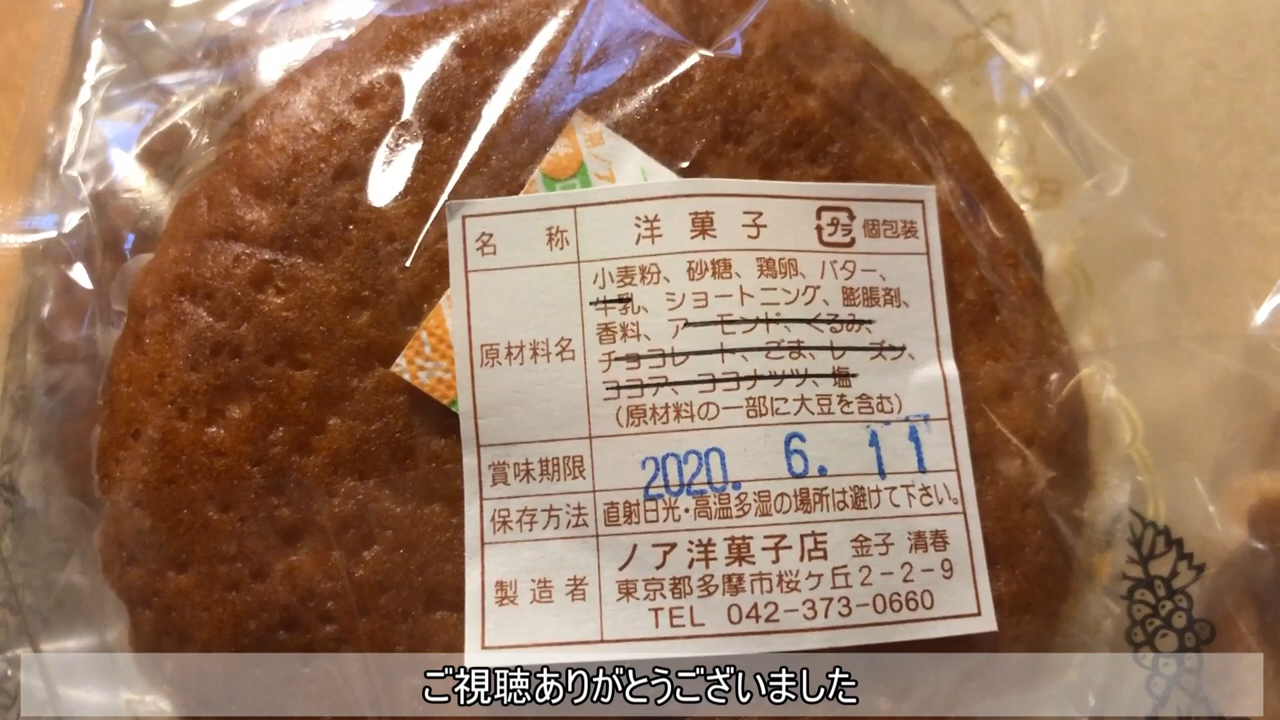 名称 洋菓子 プラ 個包装
原材料名
小麦粉、砂糖、鶏卵、バター、
牛乳、ショートニング、膨脹剤、
香料、アーモンド、くるみ、
チョコレート、ごま、レーズン、
ココア、ココナッツ、塩
(原材料の一部に大豆を含む)
賞味期限 2020. 6. 11
保存方法 直射日光・高温多湿の場所は避けて下さい。
製造者
ノア洋菓子店 金子 清春
東京都多摩市桜ヶ丘2-2-9
TEL 042-373-0660
ご視聴ありがとうございました